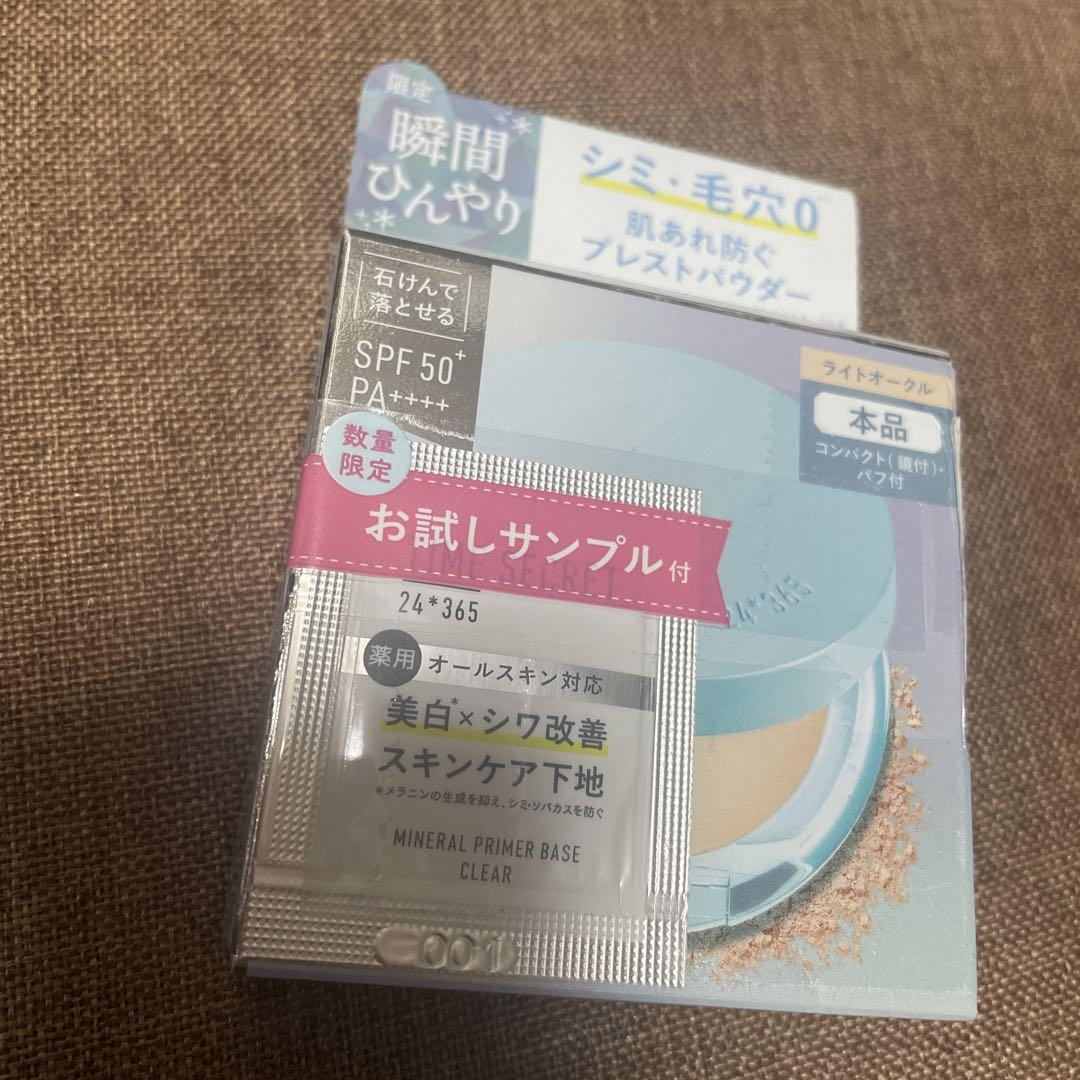 限定
瞬間
ひんやり
シミ・毛穴0
肌あれ防ぐ
プレストパウダー
石けんで
落とせる
SPF 50+
PA++++
ライトオークル
本品
コンパクト(鏡付)・
パフ付
数量
限定
お試しサンプル付
TIME SECRET
24*365
24*365
薬用 オールスキン対応
美白*×シワ改善
スキンケア下地
*メラニンの生成を抑え、シミ・ソバカスを防ぐ
MINERAL PRIMER BASE
CLEAR
001